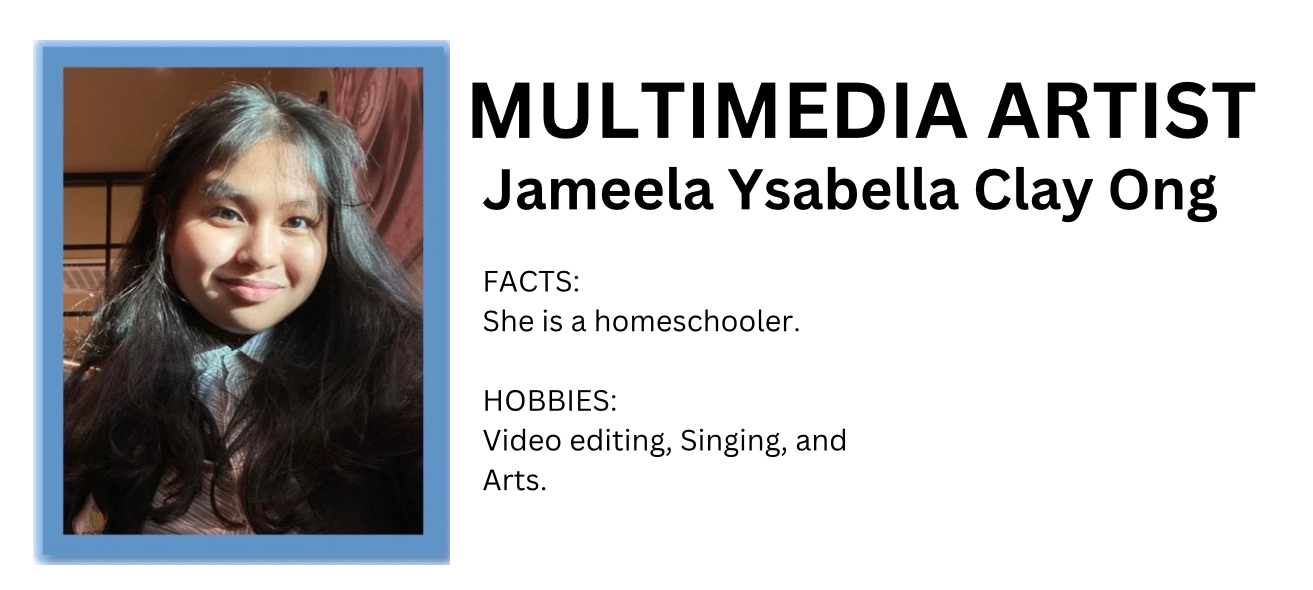 MULTIMEDIA ARTIST
Jameela Ysabella Clay Ong
FACTS:
She is a homeschooler.
HOBBIES:
Video editing, Singing, and
Arts.